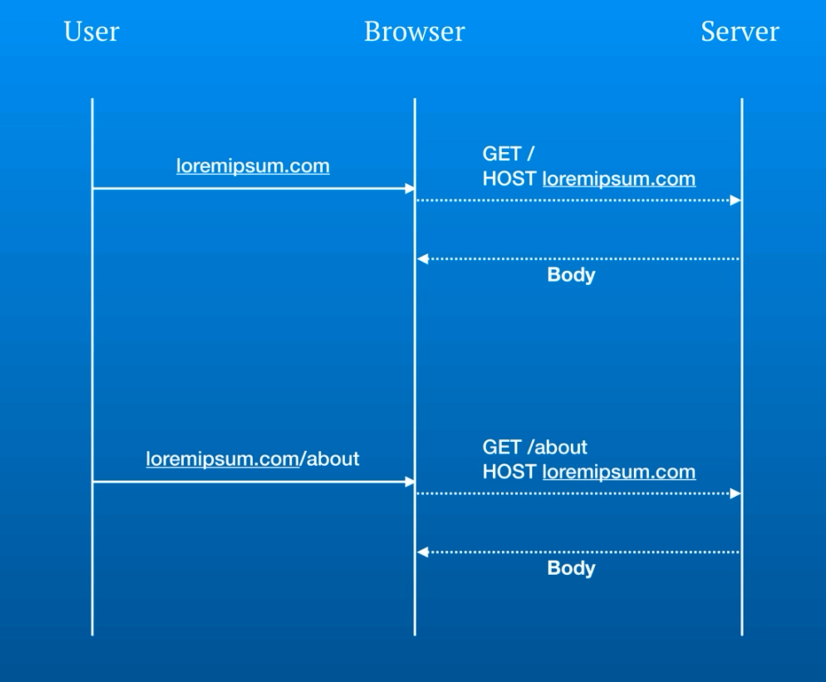 User
Browser
Server
loremipsum.com
GET /
HOST loremipsum.com
Body
loremipsum.com/about
GET /about
HOST loremipsum.com
Body